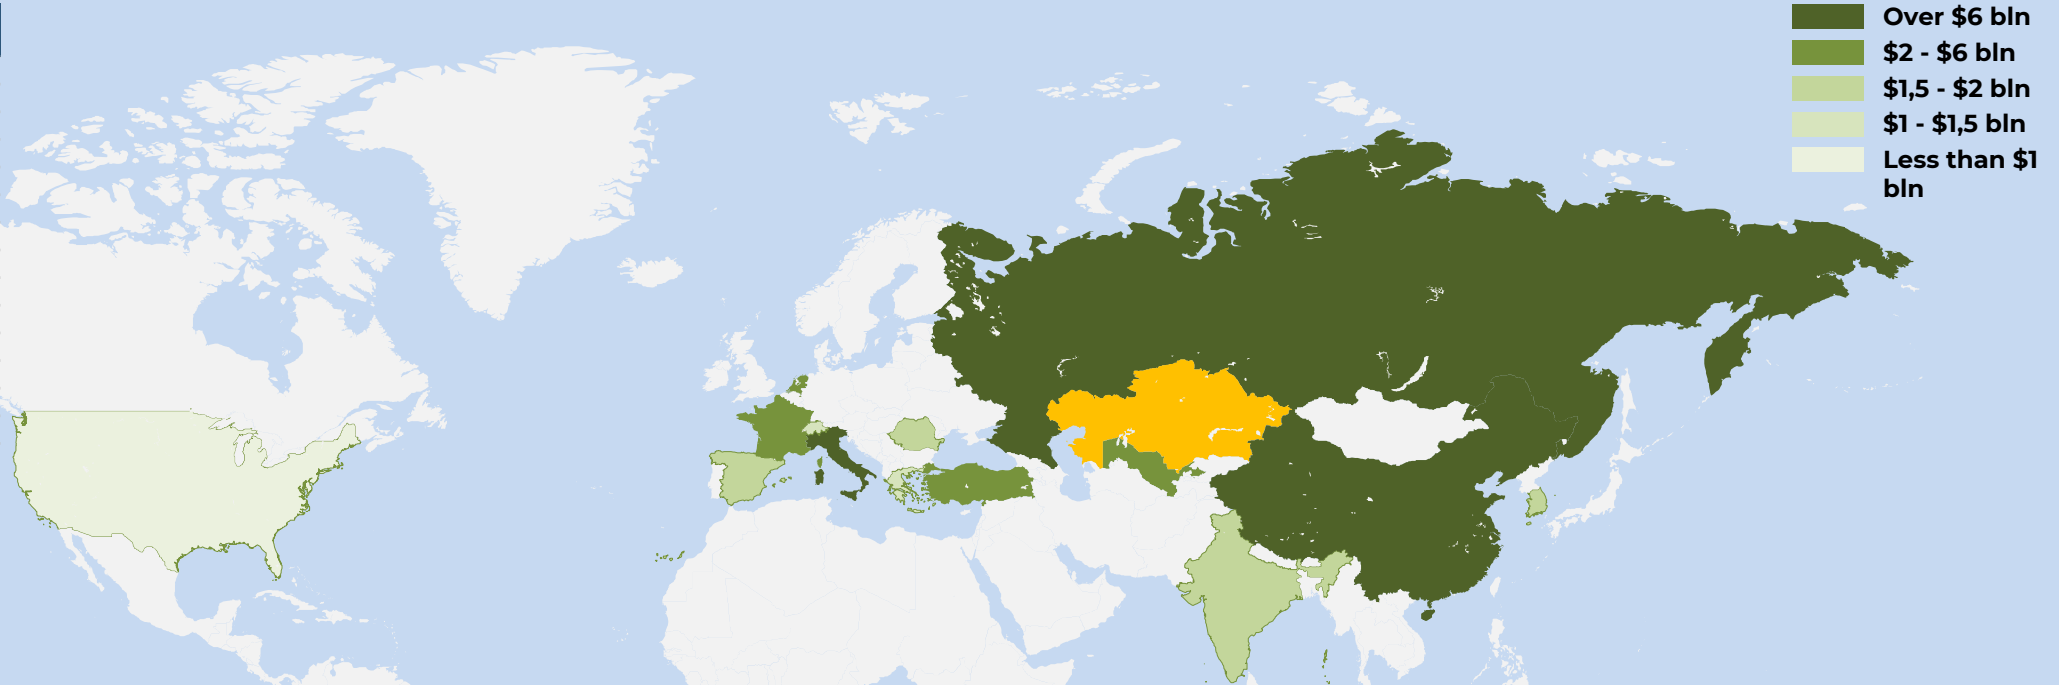 Over $6 bln
$2 - $6 bln
$1,5 - $2 bln
$1 - $1,5 bln
Less than $1
bln